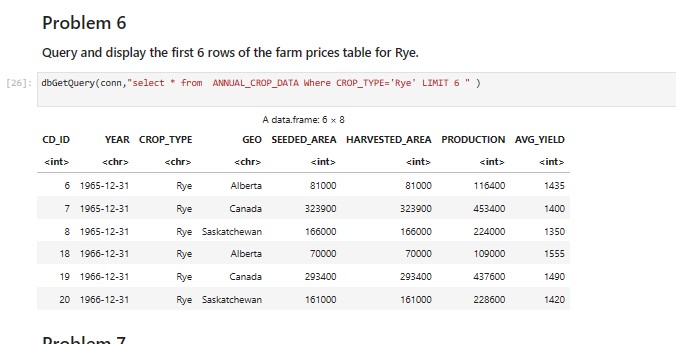 Problem 6
Query and display the first 6 rows of the farm prices table for Rye.
[26]: dbGetQuery(conn,"select * from  ANNUAL_CROP_DATA Where CROP_TYPE='Rye' LIMIT 6 " )
A data.frame: 6 × 8
CD_ID YEAR CROP_TYPE GEO SEEDED_AREA HARVESTED_AREA PRODUCTION AVG_YIELD
<int> <chr> <chr> <chr> <int> <int> <int> <int>
6 1965-12-31 Rye Alberta 81000 81000 116400 1435
7 1965-12-31 Rye Canada 323900 323900 453400 1400
8 1965-12-31 Rye Saskatchewan 166000 166000 224000 1350
18 1966-12-31 Rye Alberta 70000 70000 109000 1555
19 1966-12-31 Rye Canada 293400 293400 437600 1490
20 1966-12-31 Rye Saskatchewan 161000 161000 228600 1420
Problem 7